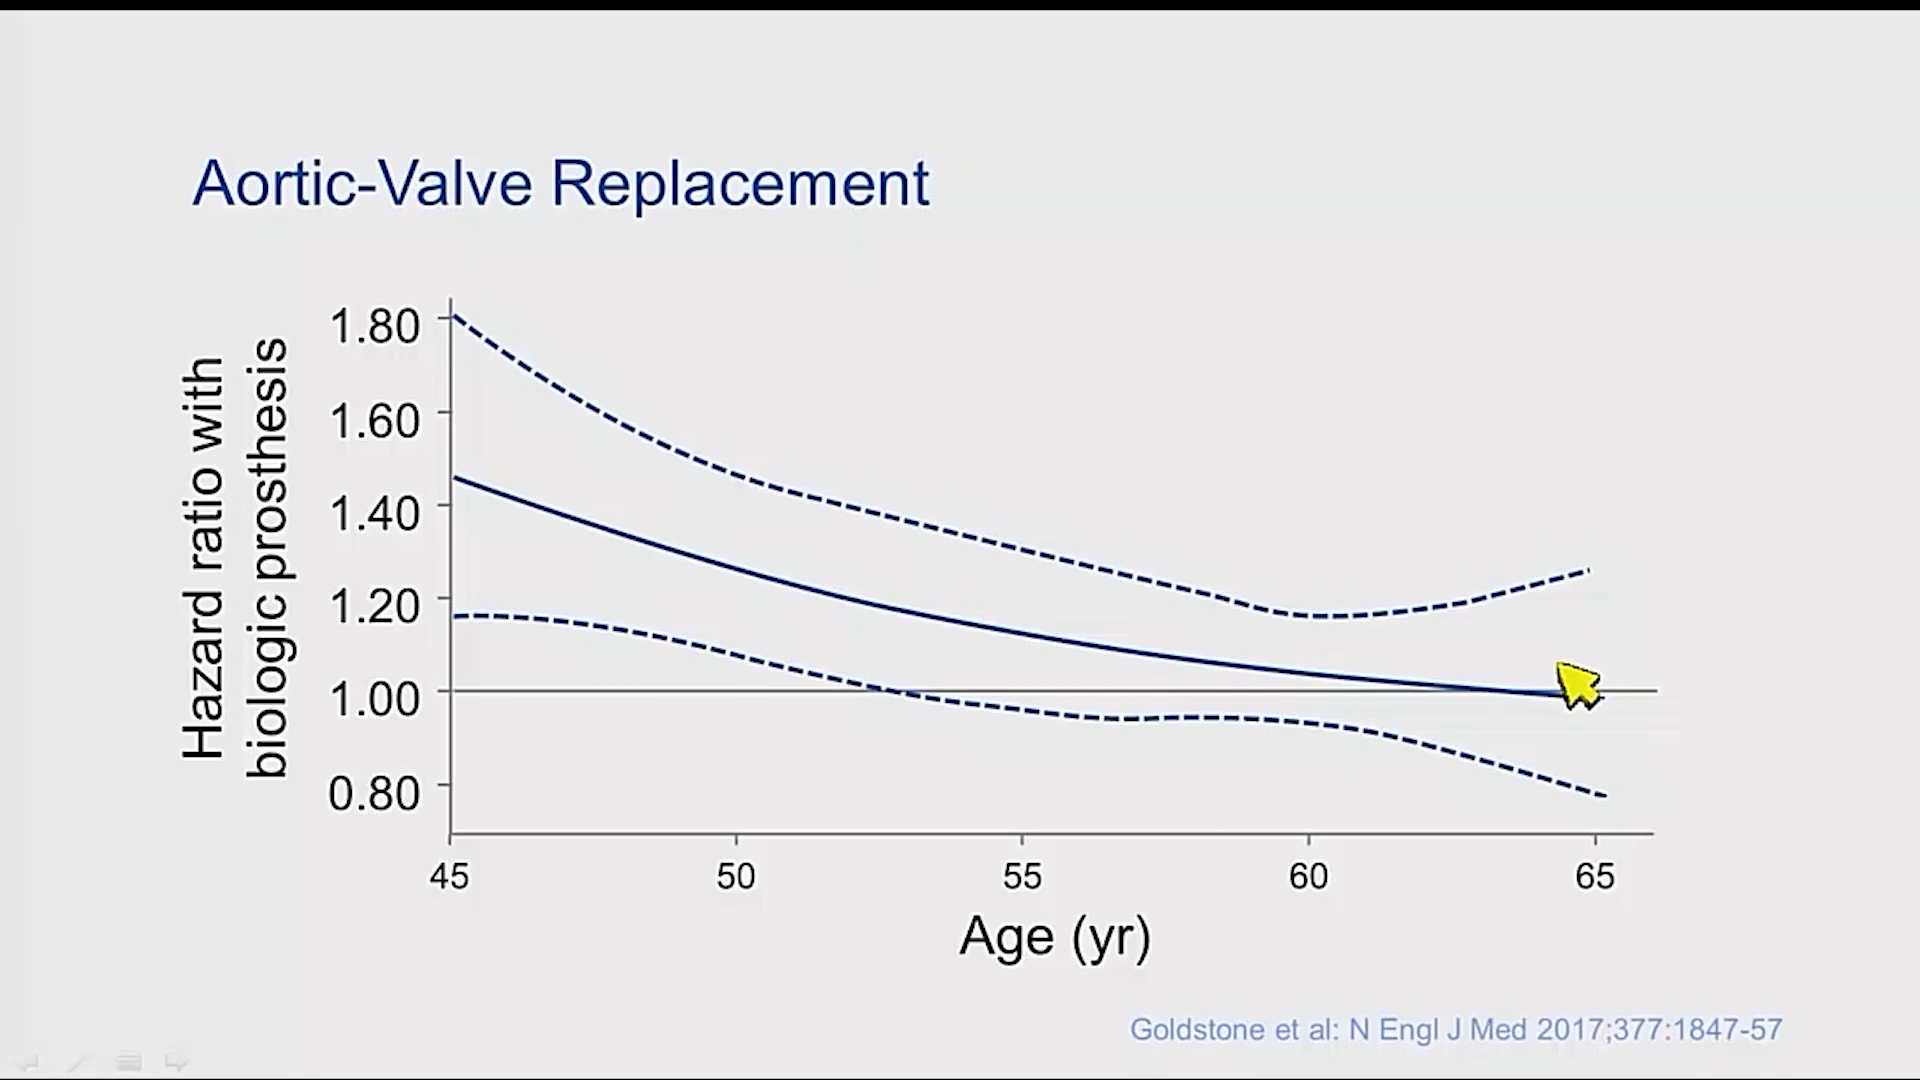 Aortic-Valve Replacement
Hazard ratio with
biologic prosthesis
1.80
1.60
1.40
1.20
1.00
0.80
45 50 55 60 65
Age (yr)
Goldstone et al: N Engl J Med 2017;377:1847-57